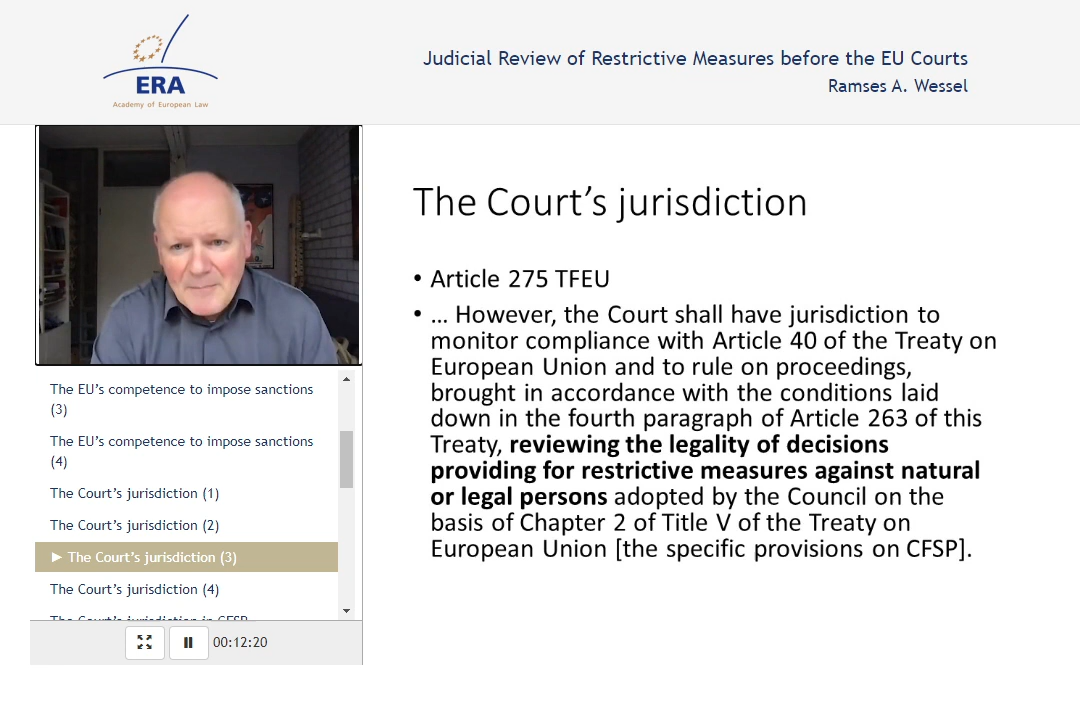 ERA
Academy of European Law
Judicial Review of Restrictive Measures before the EU Courts
Ramses A. Wessel
The EU’s competence to impose sanctions
(3)
The EU’s competence to impose sanctions
(4)
The Court’s jurisdiction (1)
The Court’s jurisdiction (2)
► The Court’s jurisdiction (3)
The Court’s jurisdiction (4)
The Court’s jurisdiction in CFSP
00:12:20
The Court’s jurisdiction
• Article 275 TFEU
• … However, the Court shall have jurisdiction to
monitor compliance with Article 40 of the Treaty on
European Union and to rule on proceedings,
brought in accordance with the conditions laid
down in the fourth paragraph of Article 263 of this
Treaty, reviewing the legality of decisions
providing for restrictive measures against natural
or legal persons adopted by the Council on the
basis of Chapter 2 of Title V of the Treaty on
European Union [the specific provisions on CFSP].